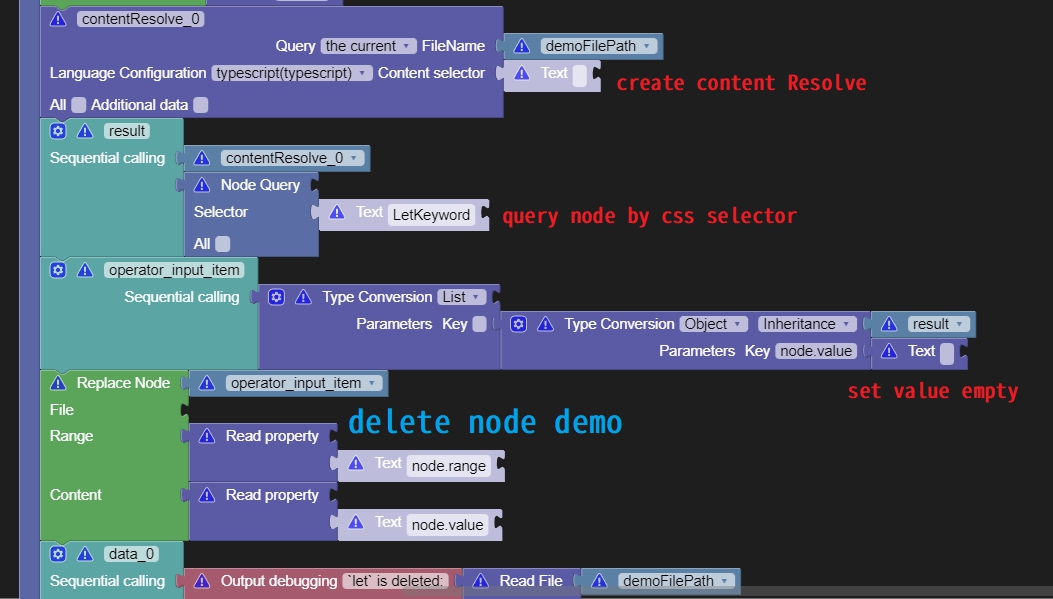 contentResolve_0
Query the current FileName demoFilePath
Language Configuration typescript(typescript) Content selector Text
create content Resolve
All Additional data
result
Sequential calling contentResolve_0
Node Query
Selector Text LetKeyword
query node by css selector
All
operator_input_item
Sequential calling Type Conversion List
Parameters Key Type Conversion Object Inheritance result
Parameters Key node.value Text
set value empty
Replace Node operator_input_item
File
delete node demo
Range Read property
Text node.range
Content Read property
Text node.value
data_0
Sequential calling Output debugging `let` is deleted: Read File demoFilePath